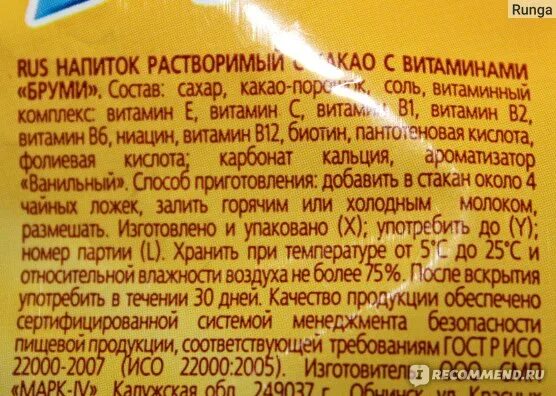 Runga
RUS НАПИТОК РАСТВОРИМЫЙ С КАКАО С ВИТАМИНАМИ
«БРУМИ». Состав: сахар, какао-порошок, соль, витаминный
комплекс: витамин Е, витамин С, витамин В1, витамин В2,
витамин В6, ниацин, витамин В12, биотин, пантотеновая кислота,
фолиевая кислота; карбонат кальция, ароматизатор
«Ванильный». Способ приготовления: добавить в стакан около 4
чайных ложек, залить горячим или холодным молоком,
размешать. Изготовлено и упаковано (X); употребить до (Y);
номер партии (L). Хранить при температуре от 5°С до 25°С и
относительной влажности воздуха не более 75%. После вскрытия
употребить в течении 30 дней. Качество продукции обеспечено
сертифицированной системой менеджмента безопасности
пищевой продукции, соответствующей требованиям ГОСТ Р ИСО
22000-2007 (ИСО 22000:2005). Изготовитель: ООО
«МАРК-IV» Калужская обл. 249037 г. Обнинск, ул. Красных
IRECOMMEND.RU